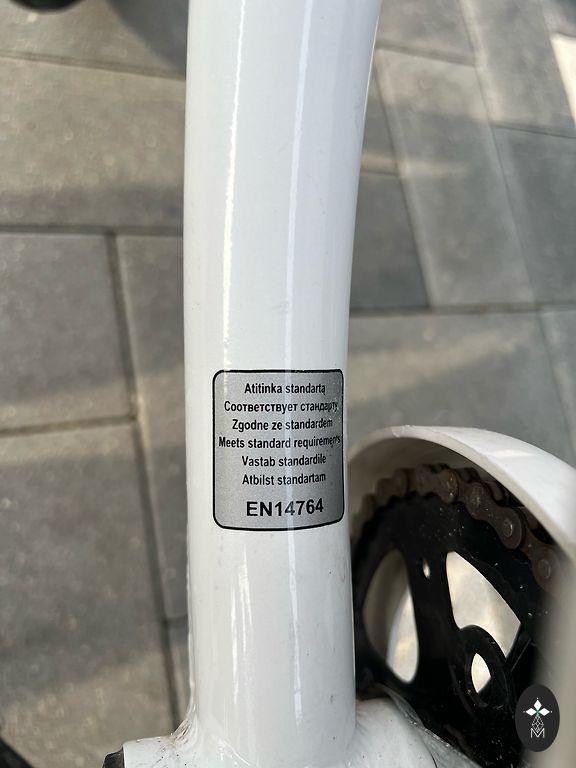 Atitinka standartą
Соответствует стандарту
Zgodne ze standardem
Meets standard requirements
Vastab standardile
Atbilst standartam
EN14764